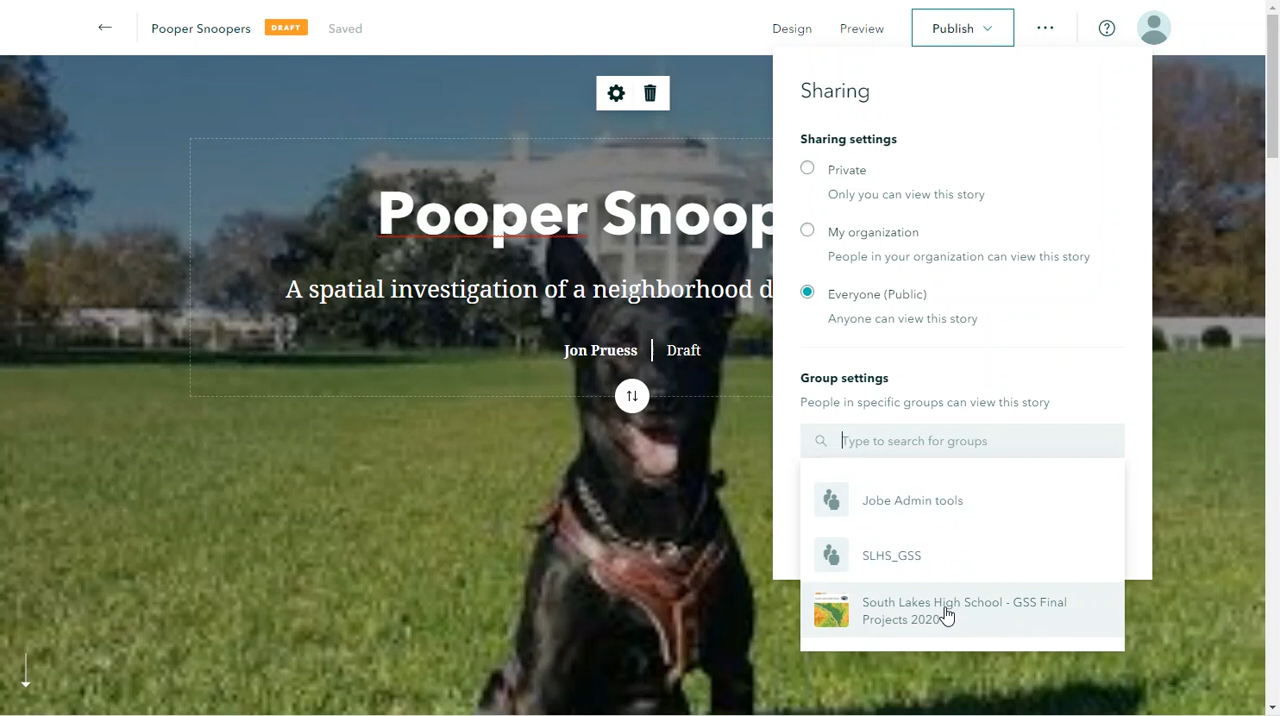 Pooper Snoopers DRAFT Saved Design Preview Publish
Sharing
Sharing settings
Private
Only you can view this story
My organization
People in your organization can view this story
Everyone (Public)
Anyone can view this story
Group settings
People in specific groups can view this story
Type to search for groups
Jobe Admin tools
SLHS_GSS
South Lakes High School - GSS Final
Projects 2020
Pooper Snoop
A spatial investigation of a neighborhood d
Jon Pruess Draft